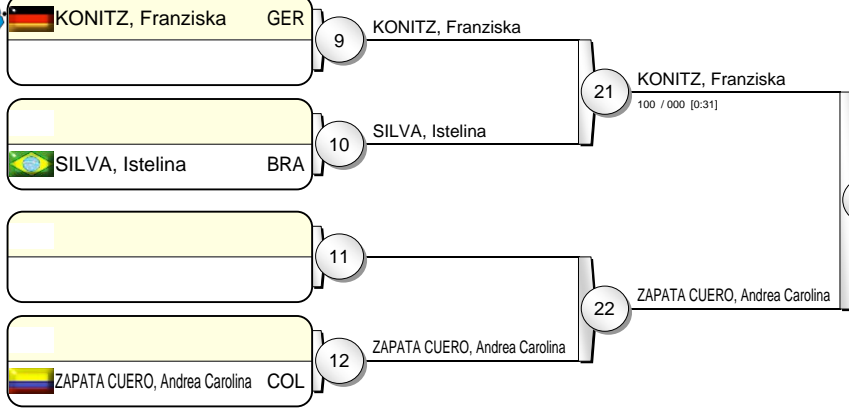 KONITZ, Franziska GER
9
KONITZ, Franziska
SILVA, Istelina BRA
10
SILVA, Istelina
21
KONITZ, Franziska
100 / 000 [0:31]
11
ZAPATA CUERO, Andrea Carolina COL
12
ZAPATA CUERO, Andrea Carolina
22
ZAPATA CUERO, Andrea Carolina